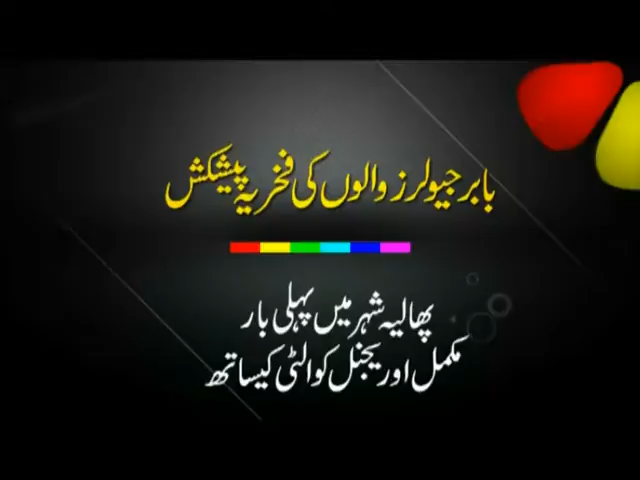 بابر جیولرز والوں کی فخریہ پیشکش
پھالیہ شہر میں پہلی بار
مکمل اوریجنل کوالٹی کیساتھ